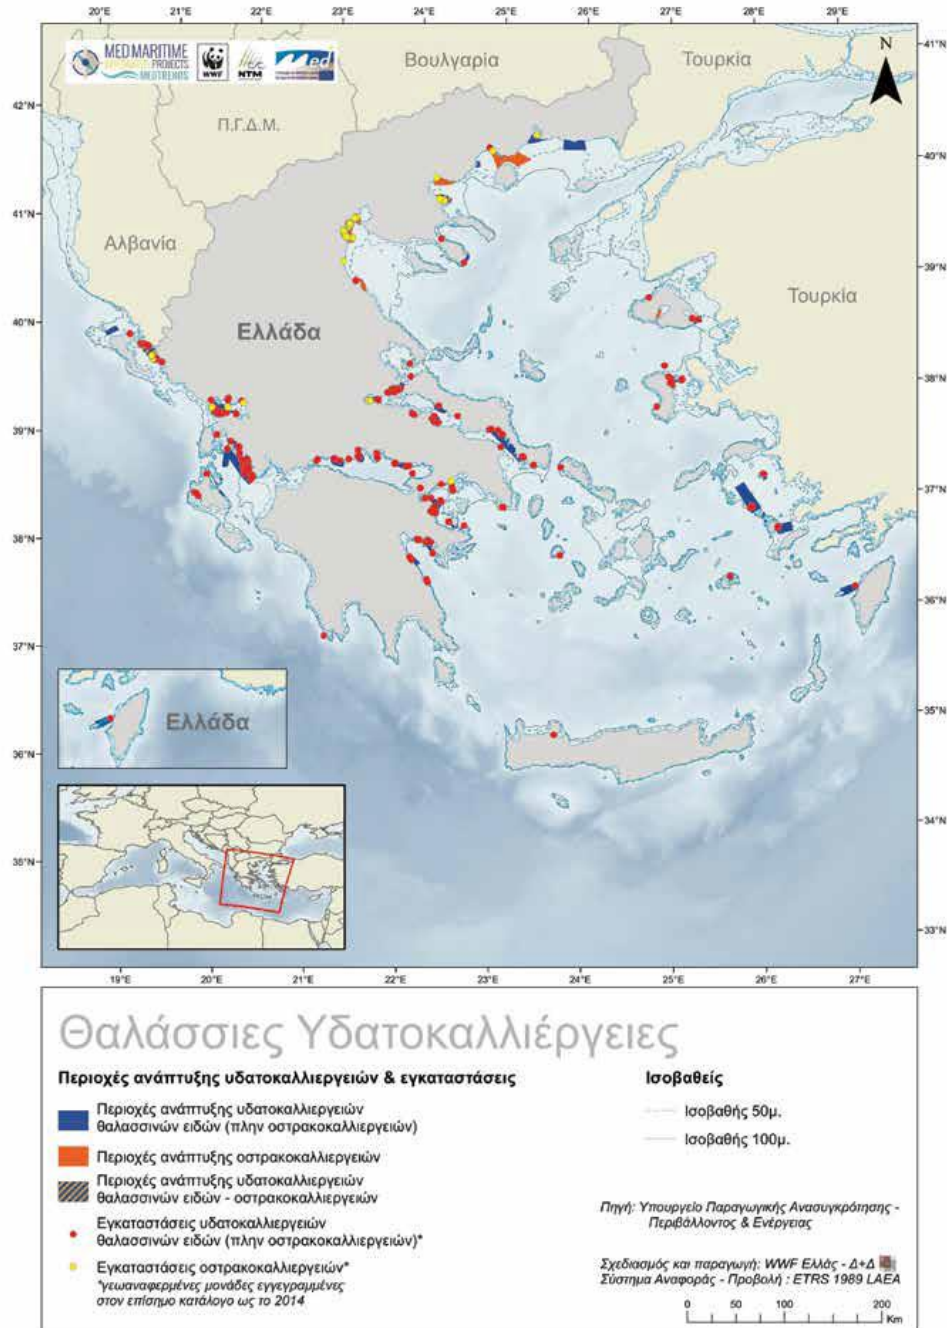 20°E 21°E 22°E 23°E 24°E 25°E 26°E 27°E 28°E 29°E
MED MARITIME
PROJECTS
MEDTRENDS
WWF
NTM
Med
Βουλγαρία
Τουρκία
N
41°N
42°N
Π.Γ.Δ.Μ.
40°N
41°N
Αλβανία
39°N
Τουρκία
40°N
Ελλάδα
38°N
39°N
37°N
38°N
36°N
37°N
Ελλάδα
35°N
36°N
34°N
35°N
33°N
19°E 20°E 21°E 22°E 23°E 24°E 25°E 26°E 27°E
Θαλάσσιες Υδατοκαλλιέργειες
Περιοχές ανάπτυξης υδατοκαλλιεργειών & εγκαταστάσεις
Περιοχές ανάπτυξης υδατοκαλλιεργειών
θαλασσινών ειδών (πλην οστρακοκαλλιεργειών)
Περιοχές ανάπτυξης οστρακοκαλλιεργειών
Περιοχές ανάπτυξης υδατοκαλλιεργειών
θαλασσινών ειδών - οστρακοκαλλιεργειών
Εγκαταστάσεις υδατοκαλλιεργειών
θαλασσινών ειδών (πλην οστρακοκαλλιεργειών)*
Εγκαταστάσεις οστρακοκαλλιεργειών*
*γεωαναφερμένες μονάδες εγγεγραμμένες
στον επίσημο κατάλογο ως το 2014
Ισοβαθείς
Ισοβαθής 50μ.
Ισοβαθής 100μ.
Πηγή: Υπουργείο Παραγωγικής Ανασυγκρότησης -
Περιβάλλοντος & Ενέργειας
Σχεδιασμός και παραγωγή: WWF Ελλάς - Δ+Δ
Σύστημα Αναφοράς - Προβολή : ETRS 1989 LAEA
0 50 100 200
Km